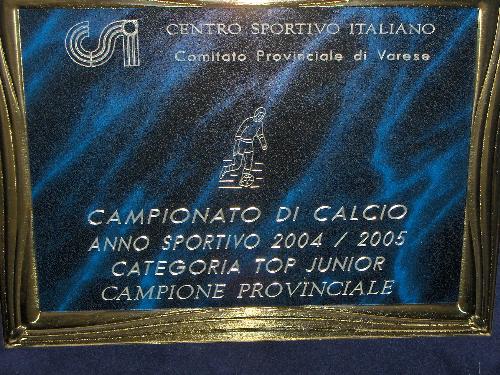 CSI CENTRO SPORTIVO ITALIANO
Comitato Provinciale di Varese
CAMPIONATO DI CALCIO
ANNO SPORTIVO 2004 / 2005
CATEGORIA TOP JUNIOR
CAMPIONE PROVINCIALE